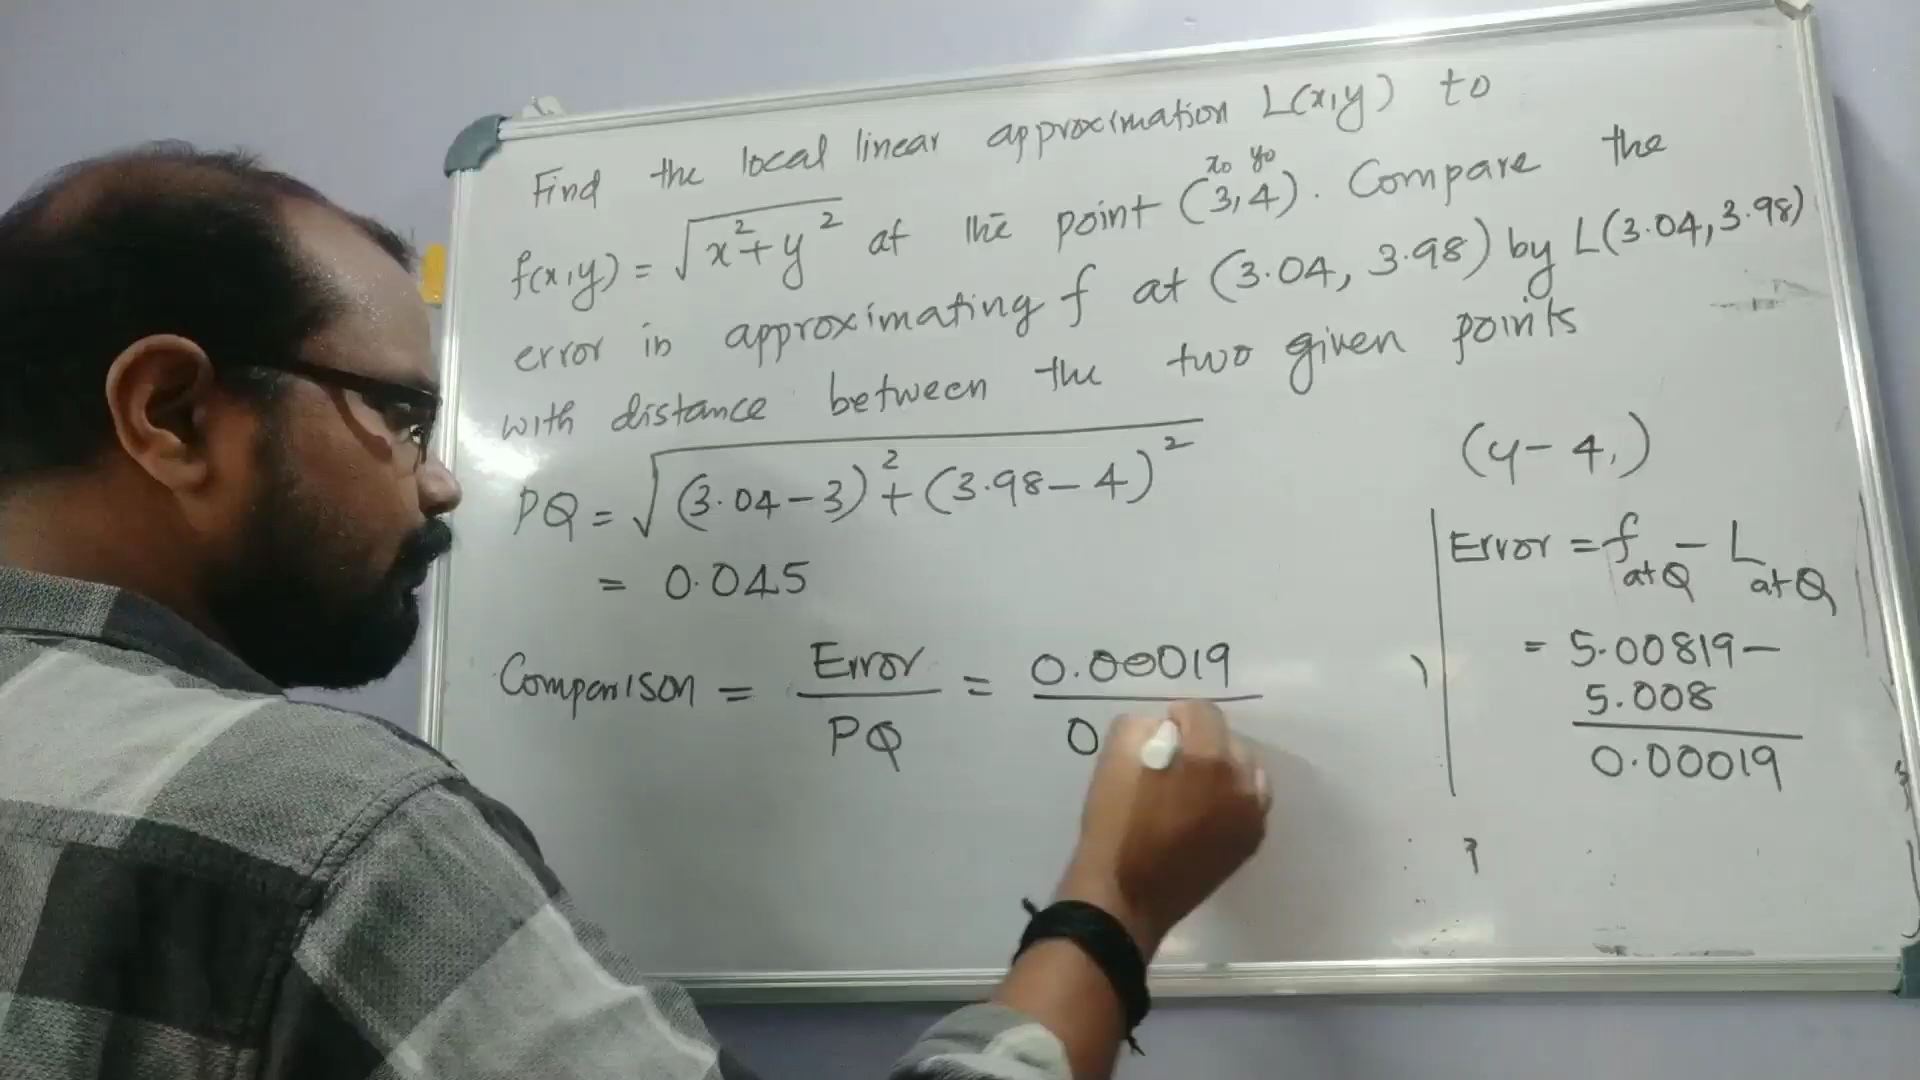 Find the local linear approximation L(x,y) to
x₀ y₀
f(x,y) = √(x² + y²) at the point (3,4). Compare the
error in approximating f at (3.04, 3.98) by L(3.04, 3.98)
with distance between the two given points
(y - 4,)
PQ = √((3.04 - 3)² + (3.98 - 4)²)
= 0.045
Comparison = Error/PQ = 0.00019/0
Error = f at Q - L at Q
= 5.00819 -
5.008
0.00019